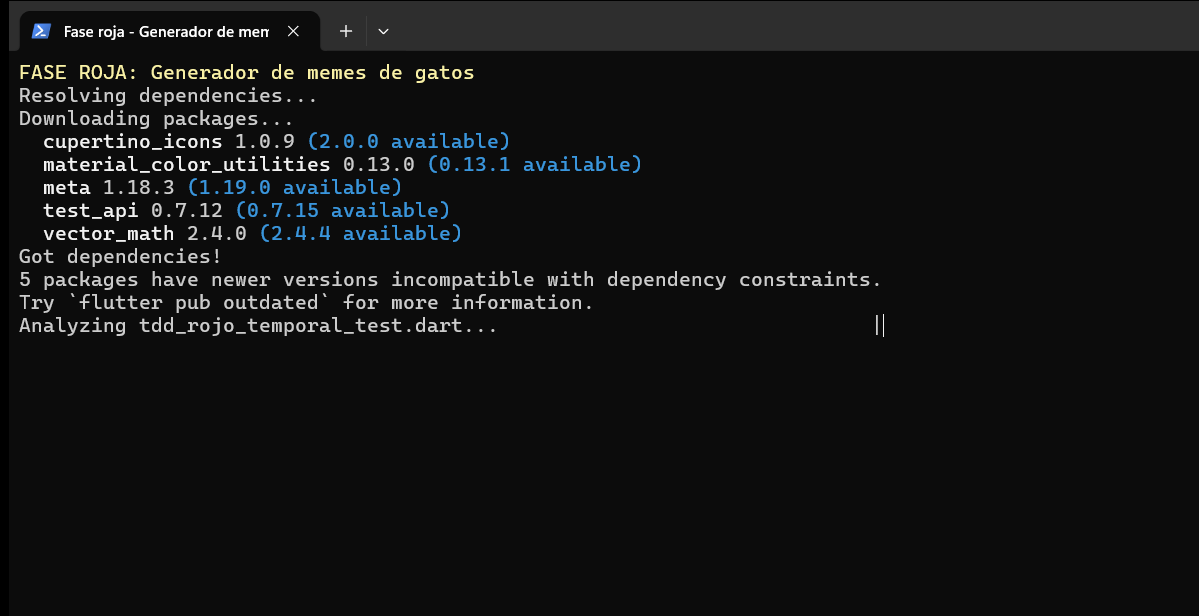 Fase roja - Generador de mem
FASE ROJA: Generador de memes de gatos
Resolving dependencies...
Downloading packages...
cupertino_icons 1.0.9 (2.0.0 available)
material_color_utilities 0.13.0 (0.13.1 available)
meta 1.18.3 (1.19.0 available)
test_api 0.7.12 (0.7.15 available)
vector_math 2.4.0 (2.4.4 available)
Got dependencies!
5 packages have newer versions incompatible with dependency constraints.
Try `flutter pub outdated` for more information.
Analyzing tdd_rojo_temporal_test.dart... |